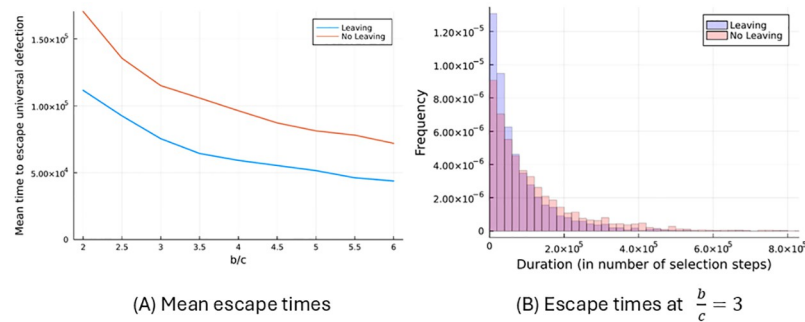 Mean time to escape universal defection
1.50×10⁵
1.00×10⁵
5.00×10⁴
0
2 2.5 3 3.5 4 4.5 5 5.5 6
b/c
Leaving
No Leaving
(A) Mean escape times
Frequency
1.20×10⁻⁵
1.00×10⁻⁵
8.00×10⁻⁶
6.00×10⁻⁶
4.00×10⁻⁶
2.00×10⁻⁶
0
0 2.0×10⁵ 4.0×10⁵ 6.0×10⁵ 8.0×10⁵
Duration (in number of selection steps)
Leaving
No Leaving
(B) Escape times at b/c = 3